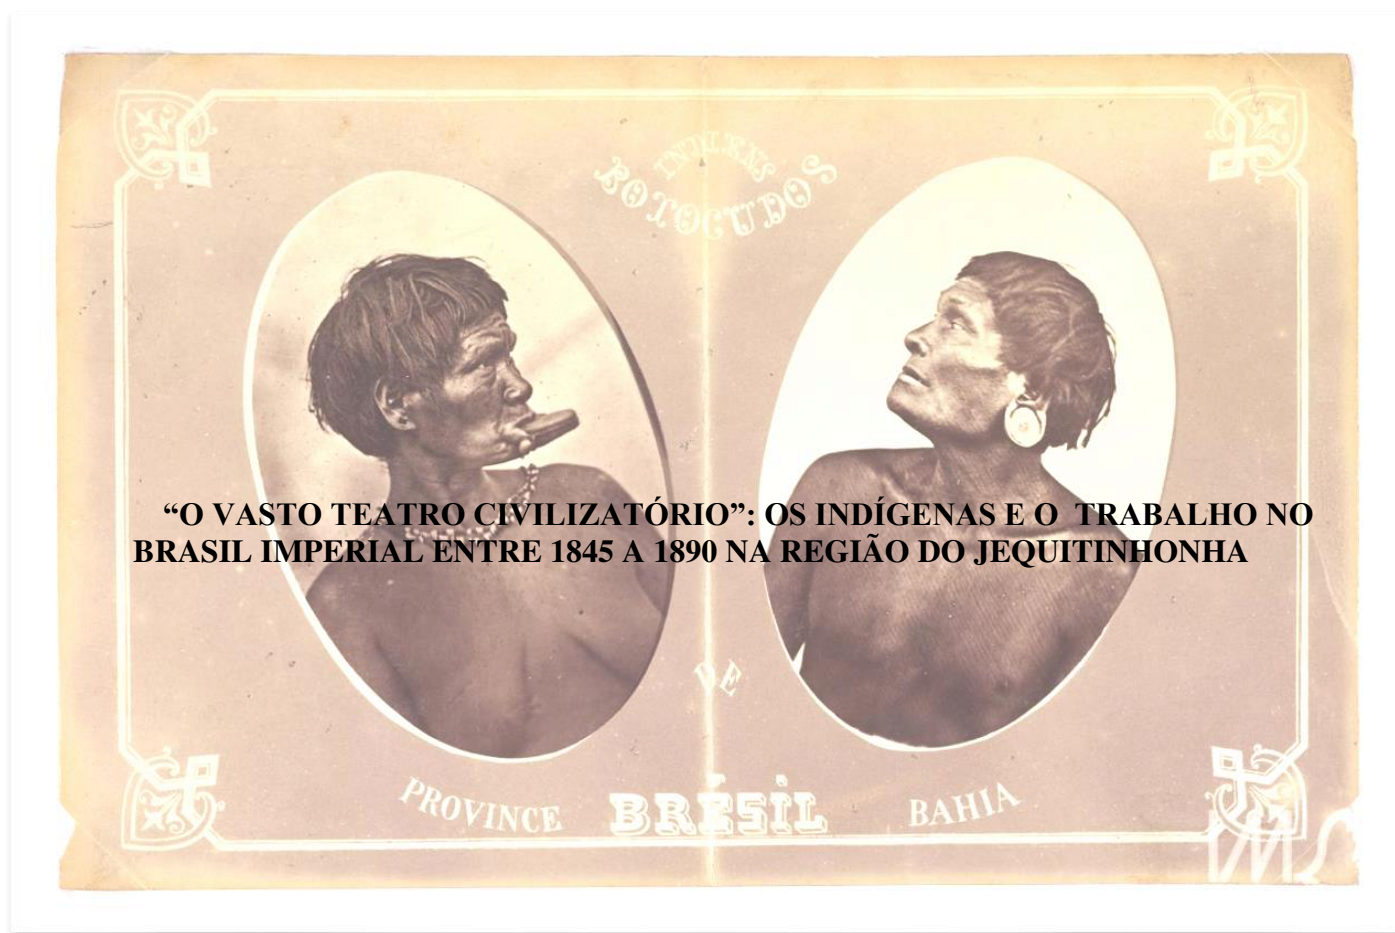 INDIENS
BOTOCUDOS
“O VASTO TEATRO CIVILIZATÓRIO”: OS INDÍGENAS E O TRABALHO NO
BRASIL IMPERIAL ENTRE 1845 A 1890 NA REGIÃO DO JEQUITINHONHA
DE
PROVINCE BRÉSIL BAHIA
IMS